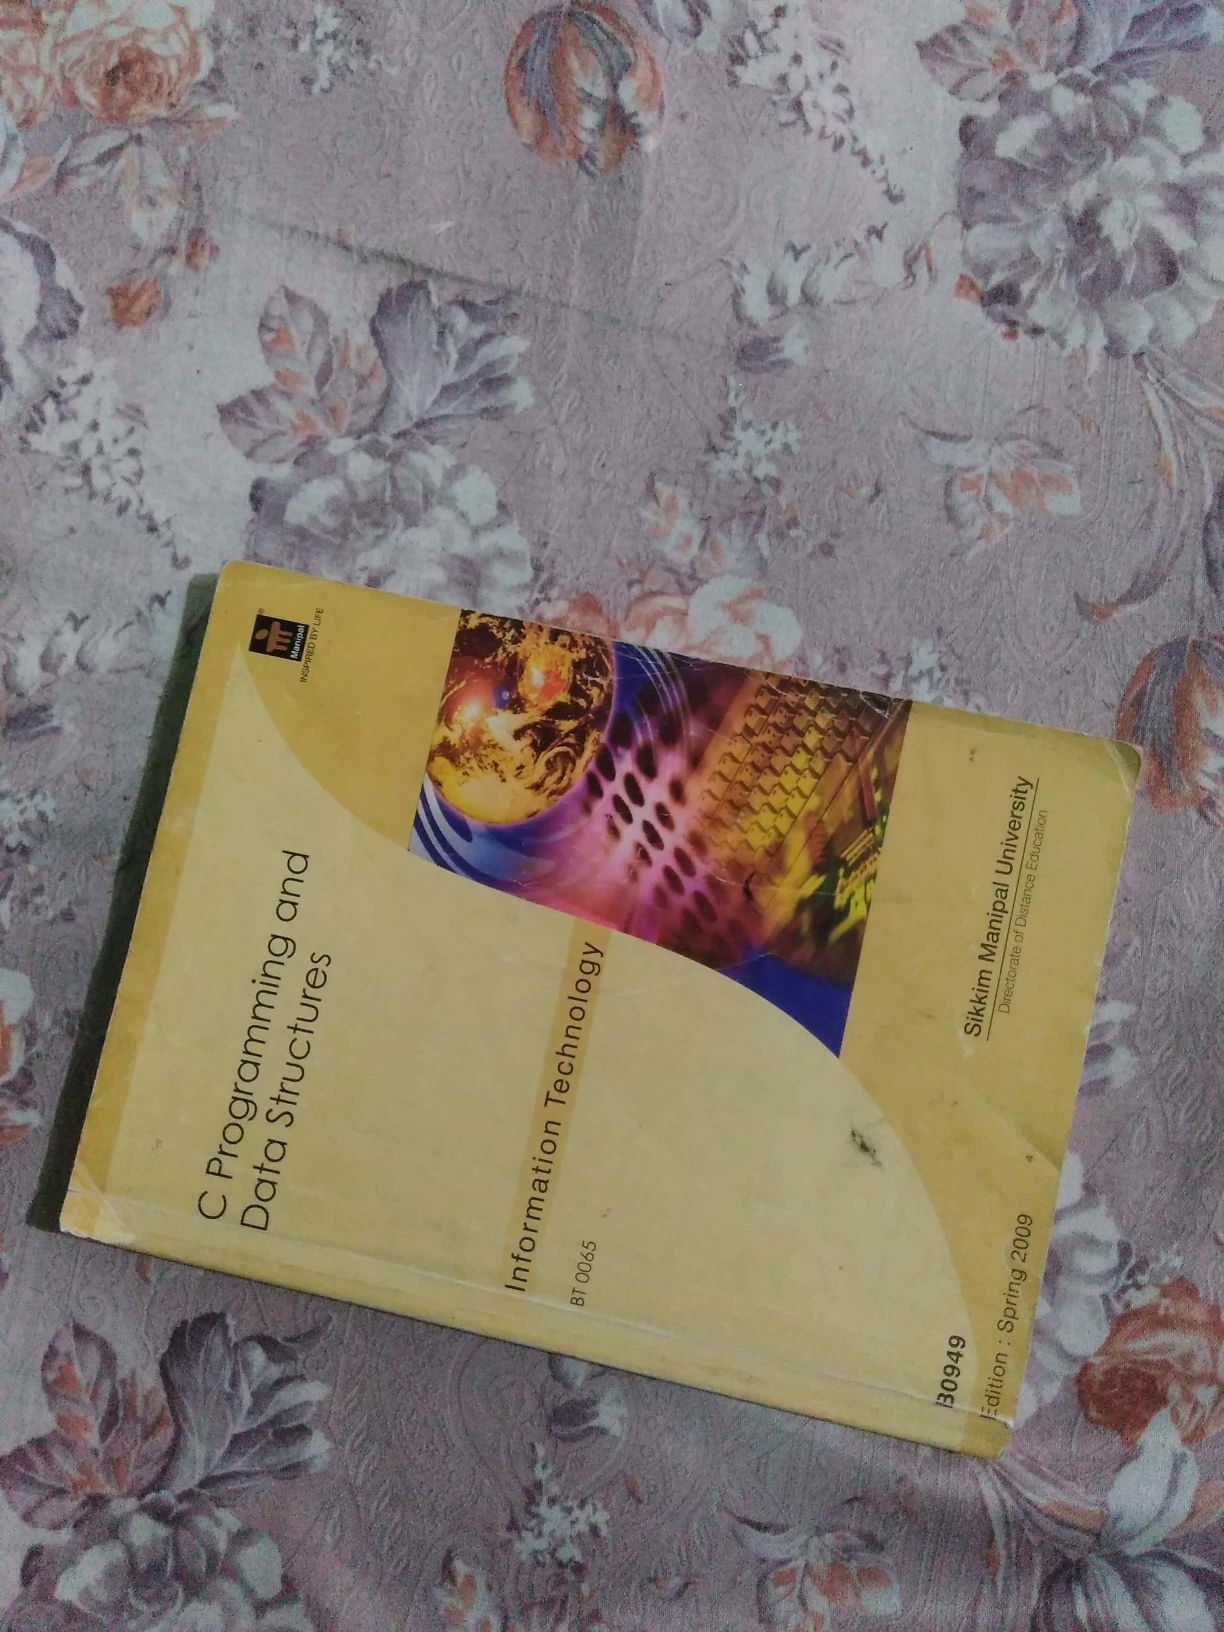 Manipal
INSPIRED BY LIFE
C Programming and
Data Structures
Information Technology
BT 0065
Sikkim Manipal University
Directorate of Distance Education
B0949
Edition : Spring 2009